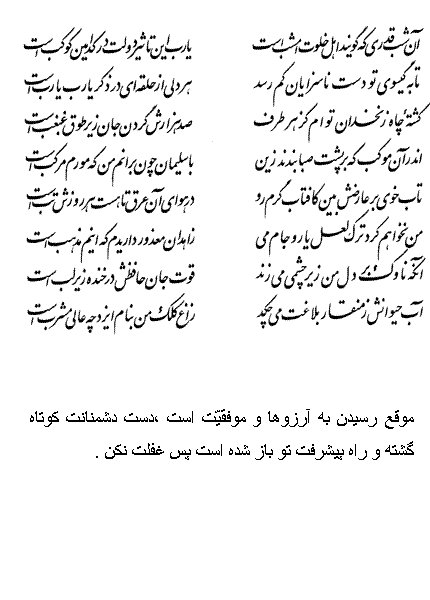 آن شب قدری که گویند اهل خلوت امشب است یارب این تأثیر دولت در کدامین کوکب است
تا به گیسوی تو دست ناسزایان کم رسد هر دلی از حلقه‌ای در ذکر یارب یارب است
کشتهٔ چاه زنخدان توام کز هر طرف صد هزارش گردن جان زیر طوق غبغب است
اندر آن موکب که بر پشت صبا بندند زین با سلیمان چون برانم من که مورم مرکب است
تاب خوی بر عارضش بین کافتاب گرم رو در هوای آن عرق تا هست هر روزش تب است
من نخواهم کرد ترک لعل یار و جام می زاهدان معذور داریدم که اینم مذهب است
آنکه ناوک بر دل من زیر چشمی می زند قوت جان حافظش در خنده زیر لب است
آب حیوانش ز منقار بلاغت می چکد زاغ کلک من بنام ایزد چه عالی مشرب است
موقع رسیدن به آرزوها و موفقیّت است ،دست دشمنانت کوتاه
گشته و راه پیشرفت تو باز شده است پس غفلت نکن .